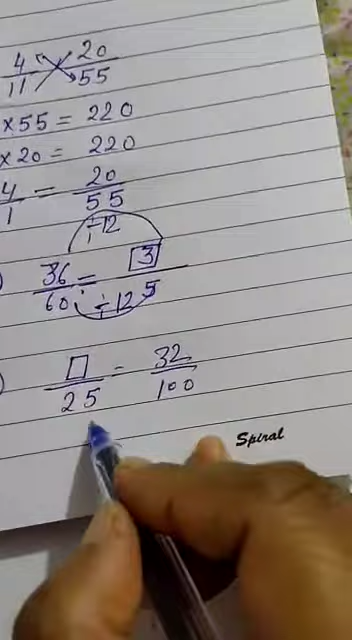 4/11 20/55
×55 = 220
×20 = 220
4/1 = 20/55
÷12
36/60 = 3/5
÷12
) □/25 = 32/100
Spiral